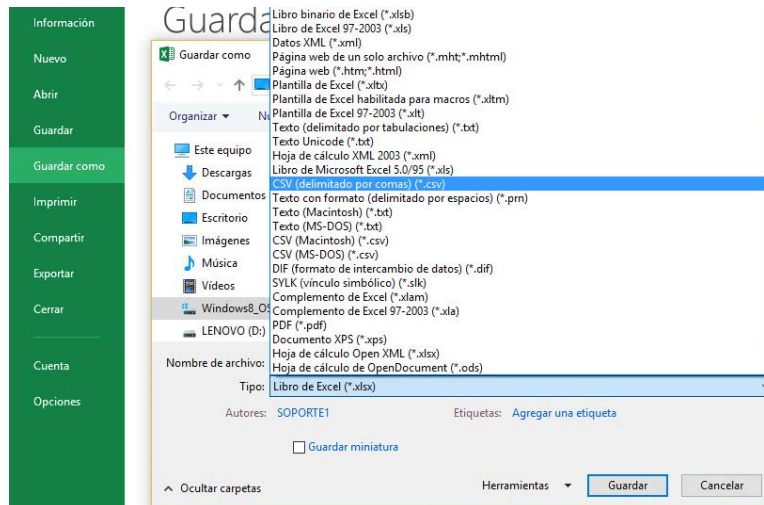 Información
Nuevo
Abrir
Guardar
Guardar como
Imprimir
Compartir
Exportar
Cerrar
Cuenta
Opciones
Guardar como
Organizar
Este equipo
Descargas
Documentos
Escritorio
Imágenes
Música
Vídeos
Windows8_OS
LENOVO (D:)
Libro binario de Excel (*.xlsb)
Libro de Excel 97-2003 (*.xls)
Datos XML (*.xml)
Página web de un solo archivo (*.mht;*.mhtml)
Página web (*.htm;*.html)
Plantilla de Excel (*.xltx)
Plantilla de Excel habilitada para macros (*.xltm)
Plantilla de Excel 97-2003 (*.xlt)
Texto (delimitado por tabulaciones) (*.txt)
Texto Unicode (*.txt)
Hoja de cálculo XML 2003 (*.xml)
Libro de Microsoft Excel 5.0/95 (*.xls)
CSV (delimitado por comas) (*.csv)
Texto con formato (delimitado por espacios) (*.prn)
Texto (Macintosh) (*.txt)
Texto (MS-DOS) (*.txt)
CSV (Macintosh) (*.csv)
CSV (MS-DOS) (*.csv)
DIF (formato de intercambio de datos) (*.dif)
SYLK (vínculo simbólico) (*.slk)
Complemento de Excel (*.xlam)
Complemento de Excel 97-2003 (*.xla)
PDF (*.pdf)
Documento XPS (*.xps)
Hoja de cálculo Open XML (*.xlsx)
Hoja de cálculo de OpenDocument (*.ods)
Nombre de archivo:
Tipo: Libro de Excel (*.xlsx)
Autores: SOPORTE1 Etiquetas: Agregar una etiqueta
Guardar miniatura
Ocultar carpetas Herramientas Guardar Cancelar